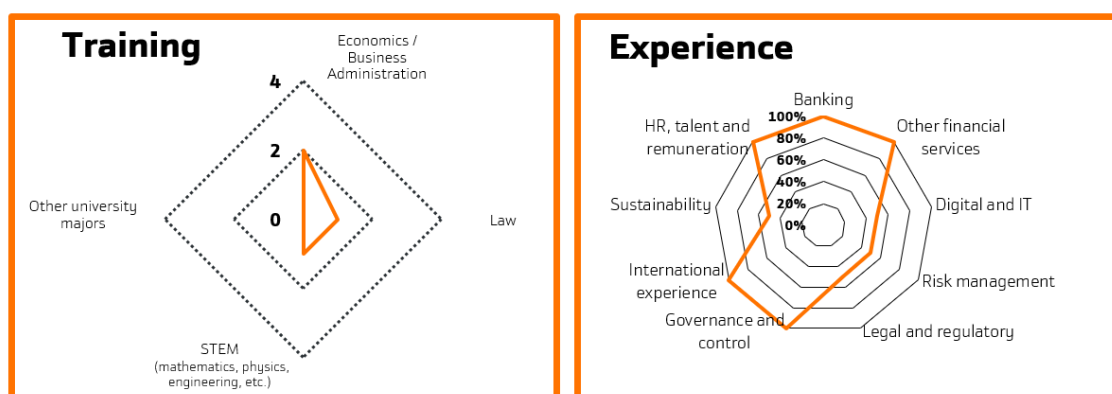 Training
Economics /
Business
Administration
4
2
0
Other university
majors
Law
STEM
(mathematics, physics,
engineering, etc.)
Experience
Banking
100%
80%
60%
40%
20%
0%
HR, talent and
remuneration
Other financial
services
Sustainability
Digital and IT
International
experience
Risk management
Governance and
control
Legal and regulatory